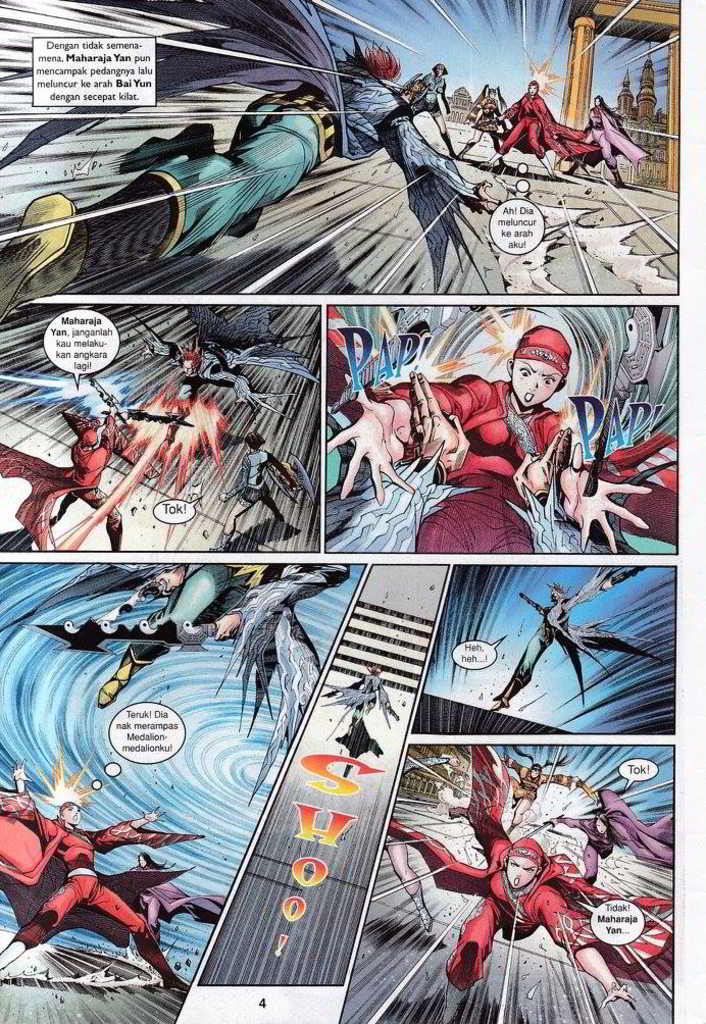 Dengan tidak semena-
mena, Maharaja Yan pun
mencampak pedangnya lalu
meluncur ke arah Bai Yun
dengan secepat kilat.
Ah! Dia
meluncur
ke arah
aku!
Maharaja
Yan, janganlah
kau melaku-
kan angkara
lagi!
Tok!
PAP!
PAP!
Teruk! Dia
nak merampas
Medalion-
medalionku!
SHOO!
Heh,
heh...!
Tok!
Tidak!
Maharaja
Yan...
4